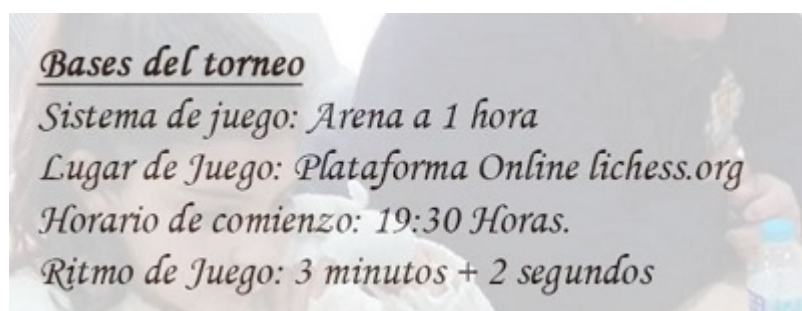 Bases del torneo
Sistema de juego: Arena a 1 hora
Lugar de Juego: Plataforma Online lichess.org
Horario de comienzo: 19:30 Horas.
Ritmo de Juego: 3 minutos + 2 segundos